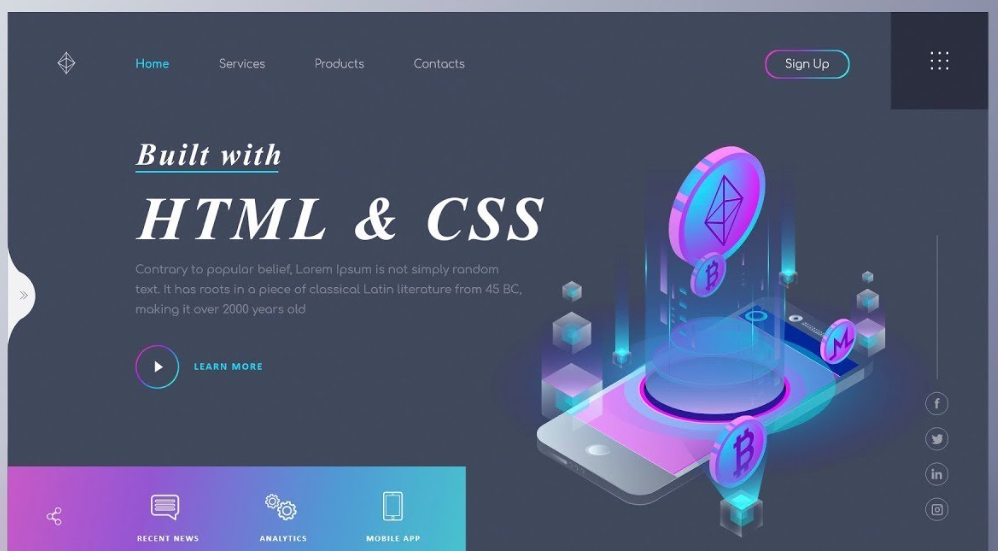 Home Services Products Contacts
Sign Up
Built with
HTML & CSS
Contrary to popular belief, Lorem Ipsum is not simply random
text. It has roots in a piece of classical Latin literature from 45 BC,
making it over 2000 years old
LEARN MORE
RECENT NEWS
ANALYTICS
MOBILE APP